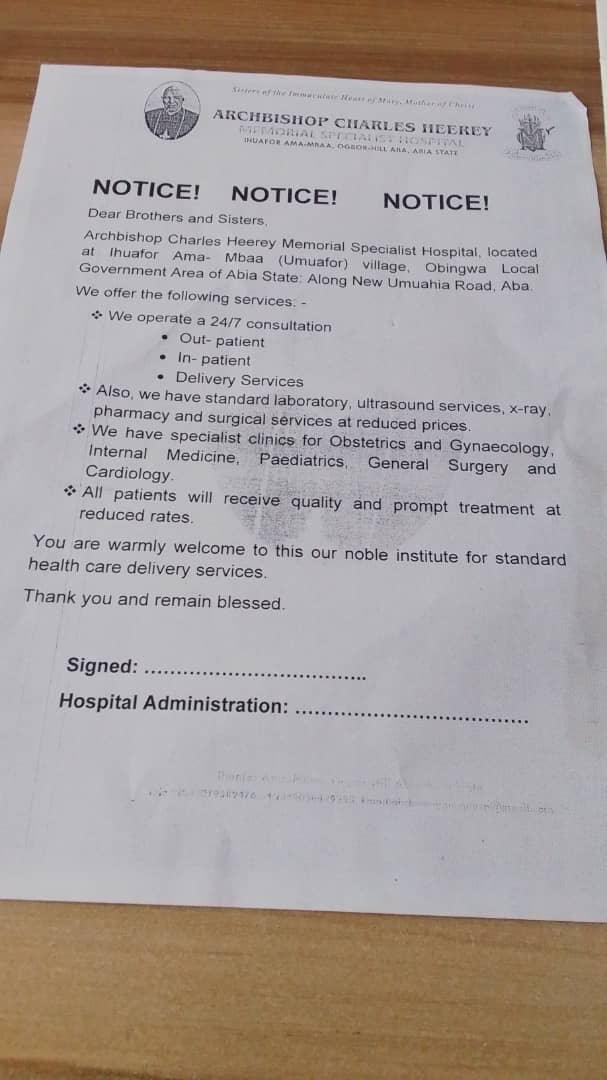 Sisters of the Immaculate Heart of Mary, Mother of Christ
ARCHBISHOP CHARLES HEEREY
MEMORIAL SPECIALIST HOSPITAL
IHUAFOR AMA-MBAA, OGBOR-HILL ABA, ABIA STATE
NOTICE! NOTICE! NOTICE!
Dear Brothers and Sisters,
Archbishop Charles Heerey Memorial Specialist Hospital, located
at Ihuafor Ama- Mbaa (Umuafor) village, Obingwa Local
Government Area of Abia State: Along New Umuahia Road, Aba.
We offer the following services: -
❖ We operate a 24/7 consultation
• Out- patient
• In- patient
• Delivery Services
❖ Also, we have standard laboratory, ultrasound services, x-ray,
pharmacy and surgical services at reduced prices.
❖ We have specialist clinics for Obstetrics and Gynaecology,
Internal Medicine, Paediatrics, General Surgery and
Cardiology.
❖ All patients will receive quality and prompt treatment at
reduced rates.
You are warmly welcome to this our noble institute for standard
health care delivery services.
Thank you and remain blessed.
Signed: ......................................
Hospital Administration: ......................................